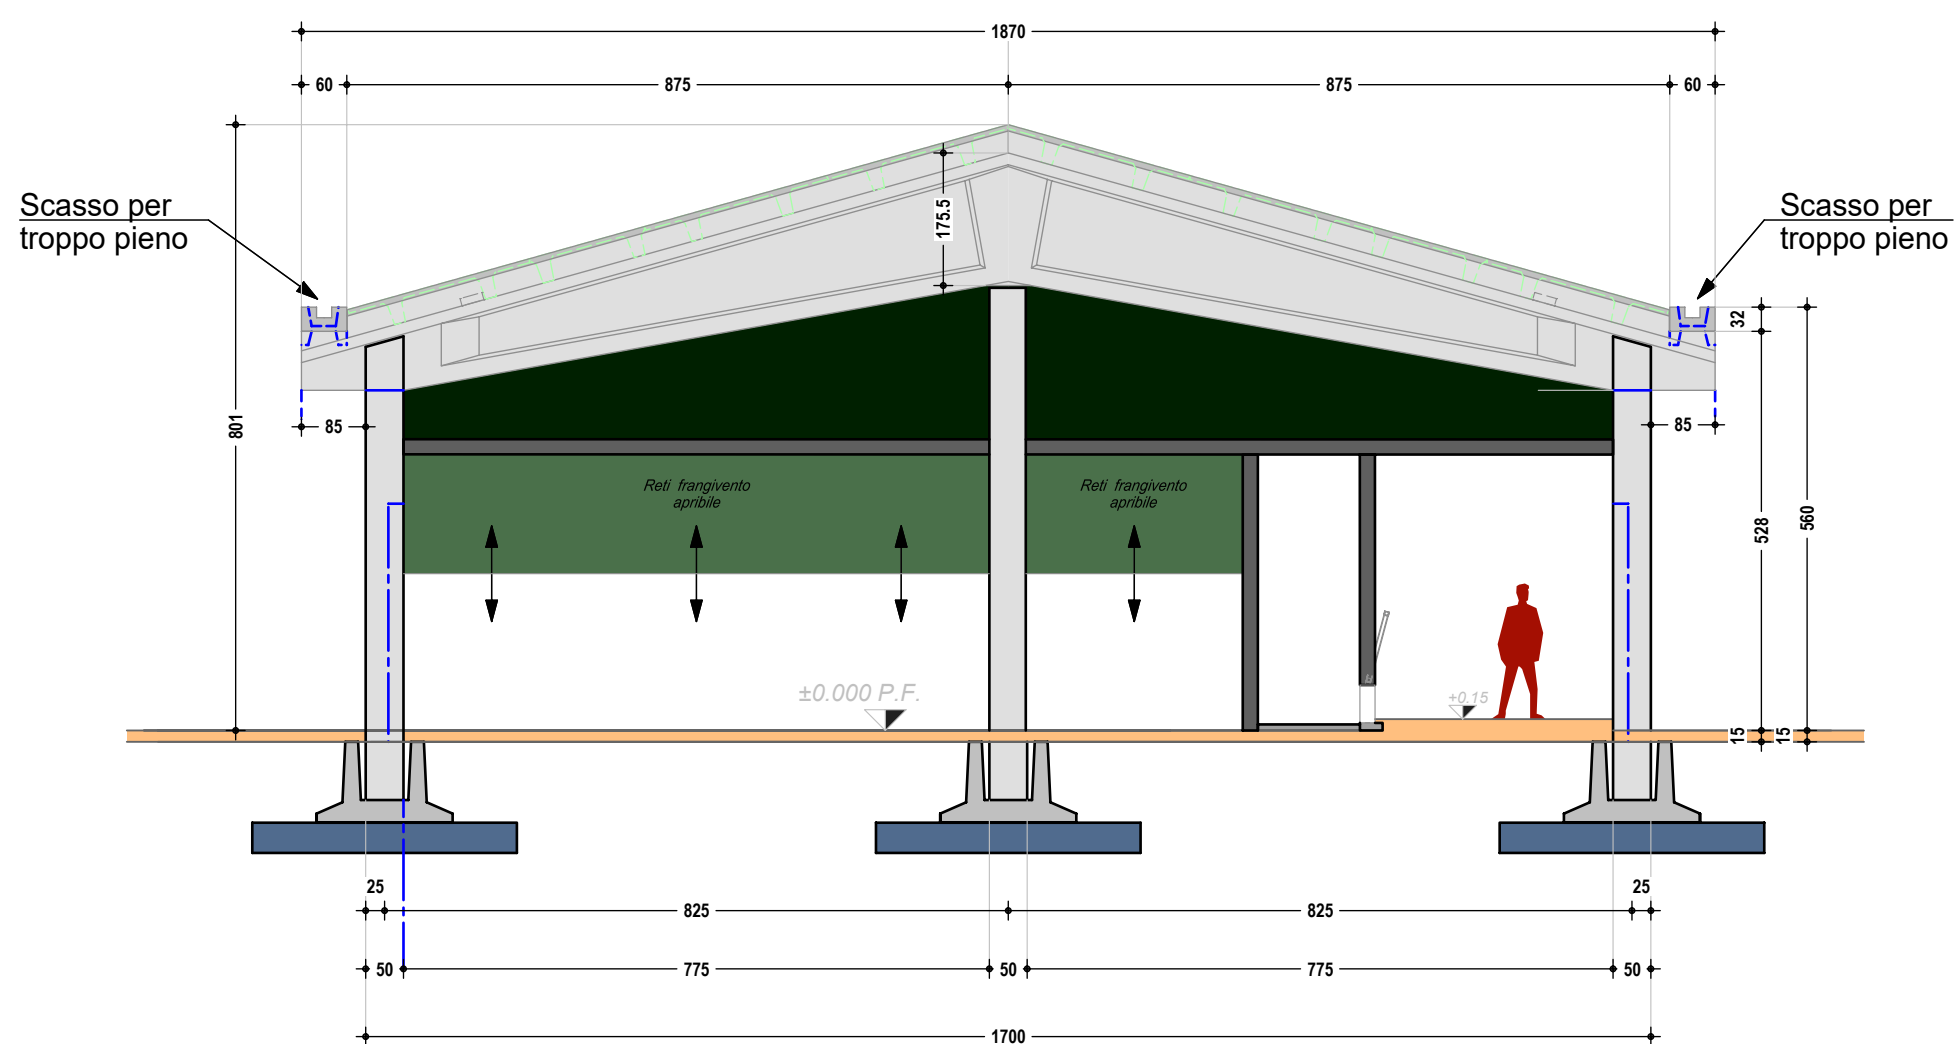 1870
60
875
875
60
Scasso per
troppo pieno
175.5
Scasso per
troppo pieno
32
801
85
85
Reti frangivento
apribile
Reti frangivento
apribile
528
560
±0.000 P.F.
+0.15
15
15
25
825
825
25
50
775
50
775
50
1700